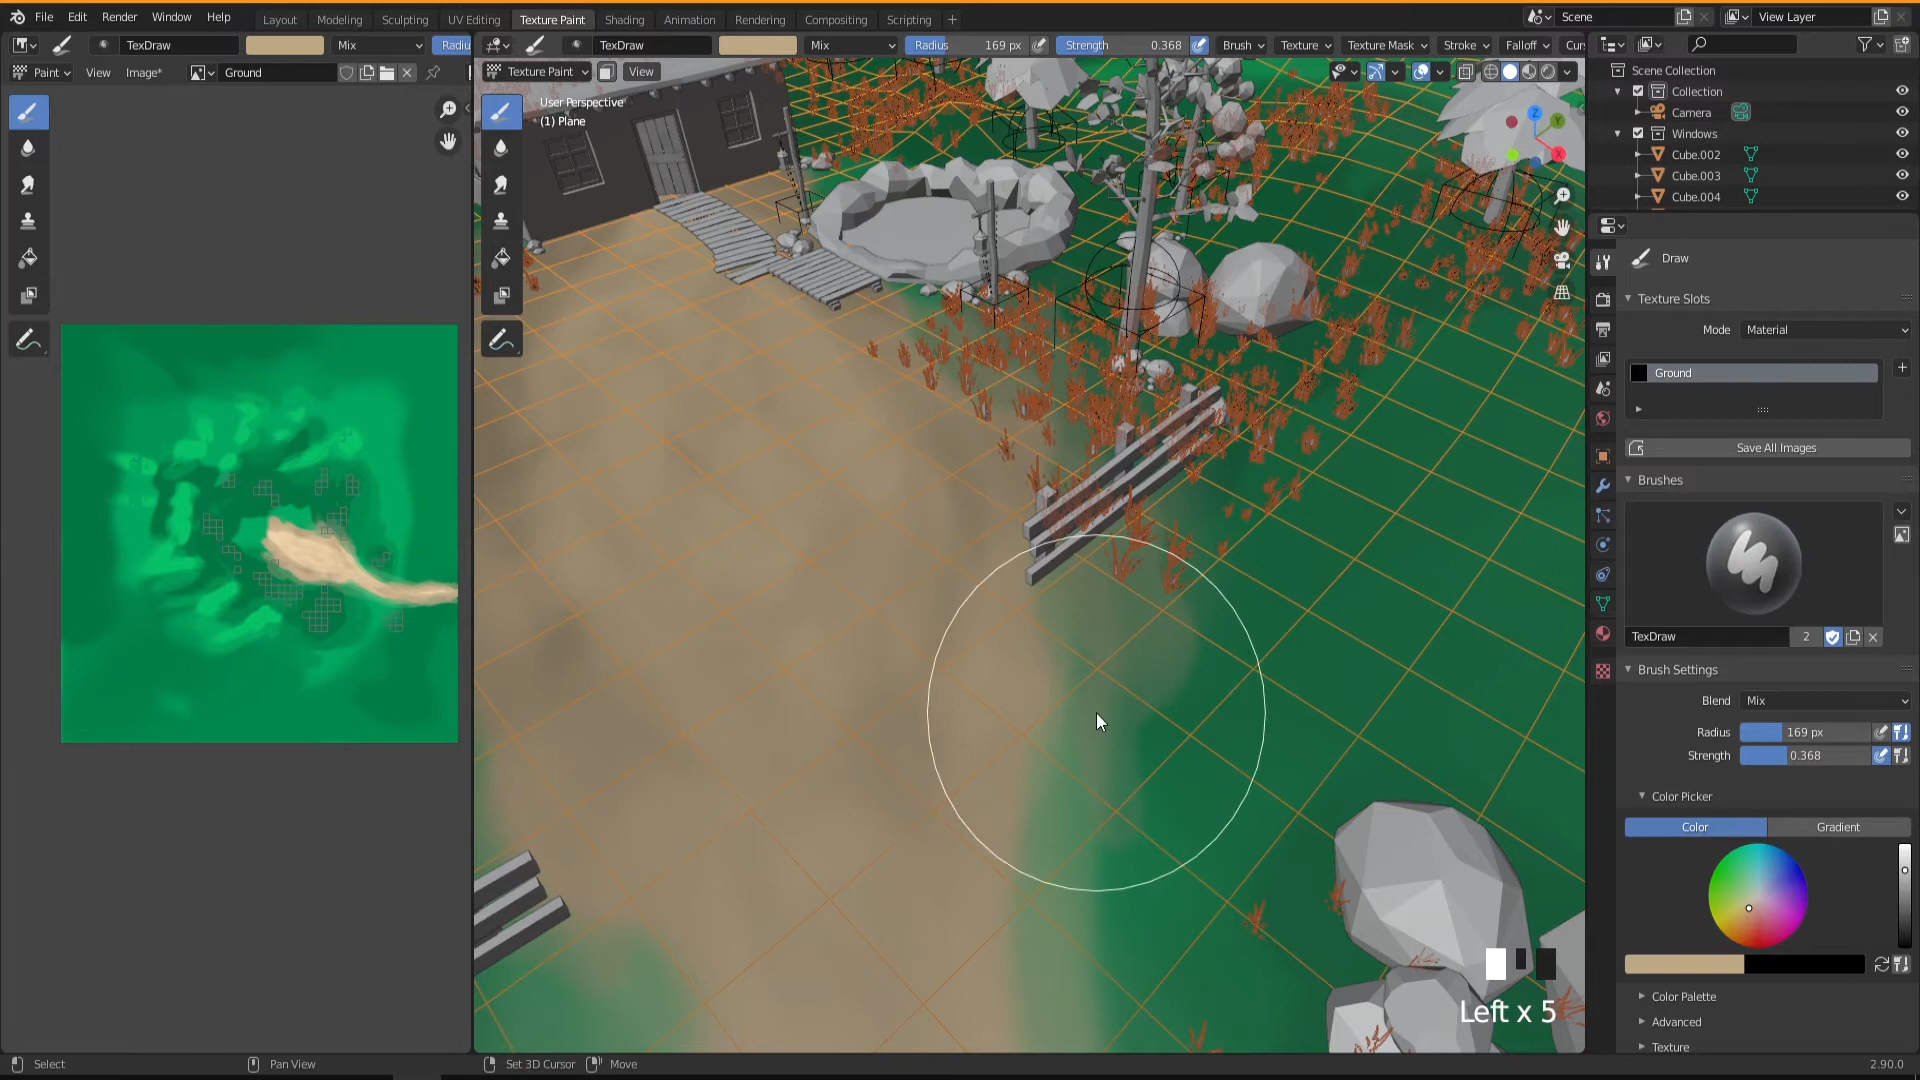 File Edit Render Window Help Layout Modeling Sculpting UV Editing Texture Paint Shading Animation Rendering Compositing Scripting + Scene View Layer
TexDraw Mix Radiu TexDraw Mix Radius 169 px Strength 0.368 Brush Texture Texture Mask Stroke Falloff Cur
Paint View Image* Ground Texture Paint View
Scene Collection
Collection
Camera
Windows
Cube.002
Cube.003
Cube.004
User Perspective
(1) Plane
Z
Y
X
Draw
Texture Slots
Mode Material
Ground
Save All Images
Brushes
TexDraw 2
Brush Settings
Blend Mix
Radius 169 px
Strength 0.368
Color Picker
Color Gradient
Color Palette
Advanced
Texture
Left x 5
Select Pan View Set 3D Cursor Move 2.90.0